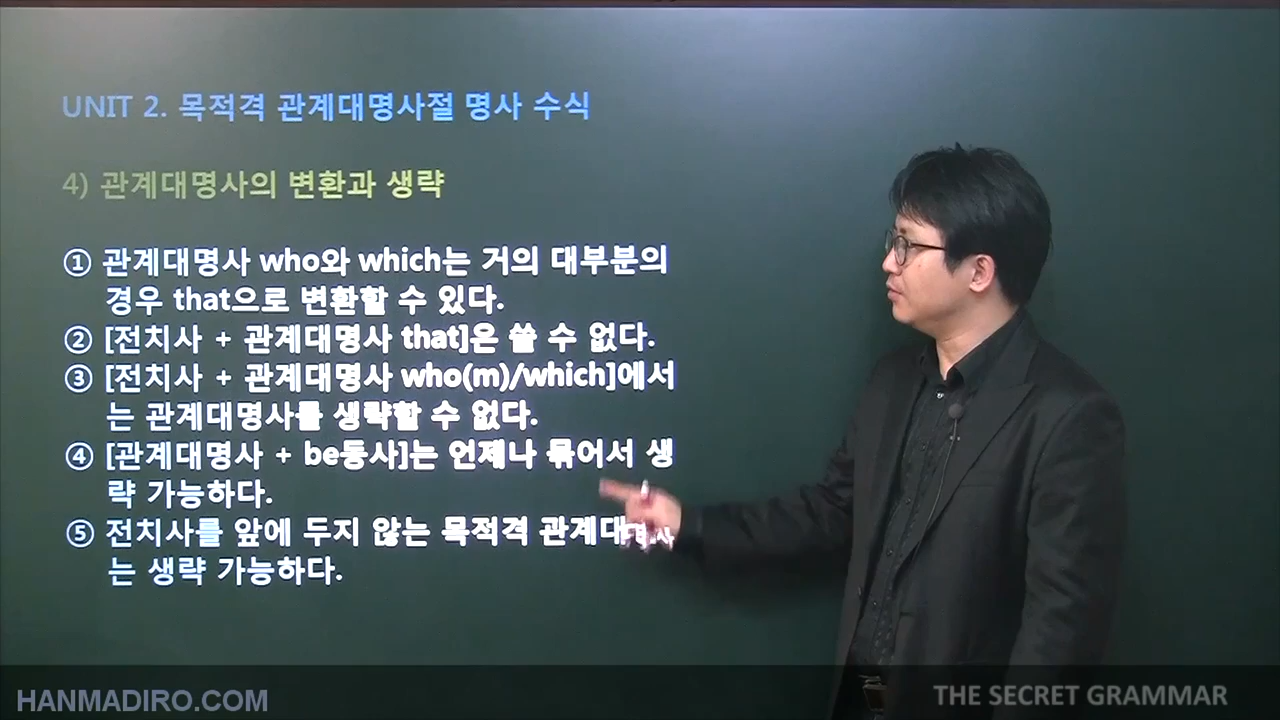 UNIT 2. 목적격 관계대명사절 명사 수식
4) 관계대명사의 변환과 생략
① 관계대명사 who와 which는 거의 대부분의
경우 that으로 변환할 수 있다.
② [전치사 + 관계대명사 that]은 쓸 수 없다.
③ [전치사 + 관계대명사 who(m)/which]에서
는 관계대명사를 생략할 수 없다.
④ [관계대명사 + be동사]는 언제나 묶어서 생
략 가능하다.
⑤ 전치사를 앞에 두지 않는 목적격 관계대명사
는 생략 가능하다.
HANMADIRO.COM
THE SECRET GRAMMAR